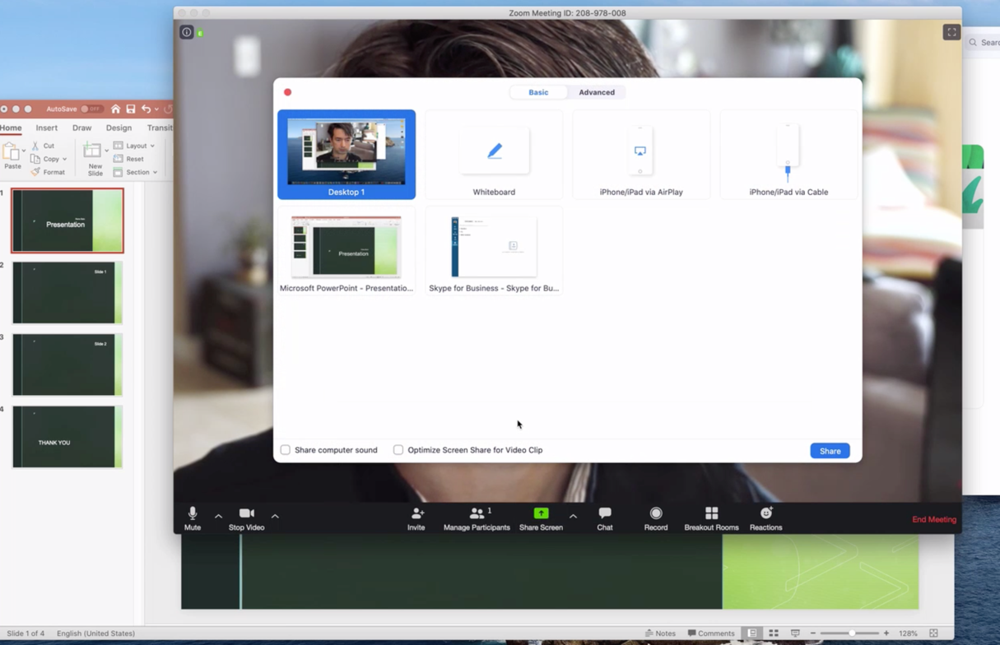 Zoom Meeting ID: 208-978-008
Sear
AutoSave OFF
Home Insert Draw Design Transit
Paste
Cut
Copy
Format
New Slide
Layout
Reset
Section
1
Presentation
2
Slide 1
3
Slide 2
4
THANK YOU
Basic Advanced
Desktop 1
Whiteboard
iPhone/iPad via AirPlay
iPhone/iPad via Cable
Presentation
Microsoft PowerPoint - Presentatio...
Skype for Business - Skype for Bu...
Share computer sound
Optimize Screen Share for Video Clip
Share
Mute
Stop Video
Invite
1
Manage Participants
Share Screen
Chat
Record
Breakout Rooms
Reactions
End Meeting
Slide 1 of 4 English (United States)
Notes Comments 128%